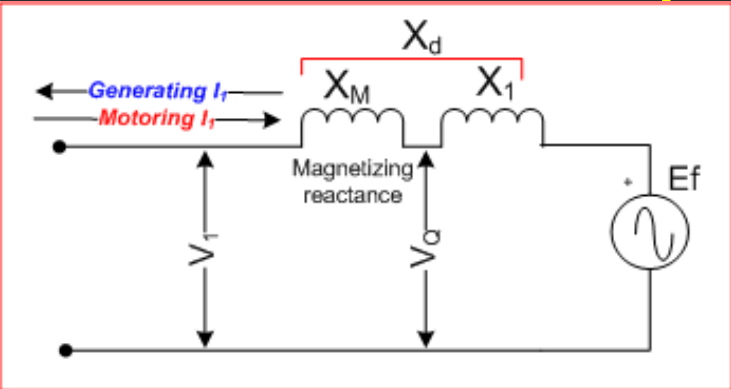 Xd
Generating I1
XM
X1
Motoring I1
Magnetizing
reactance
+
Ef
V1
VQ